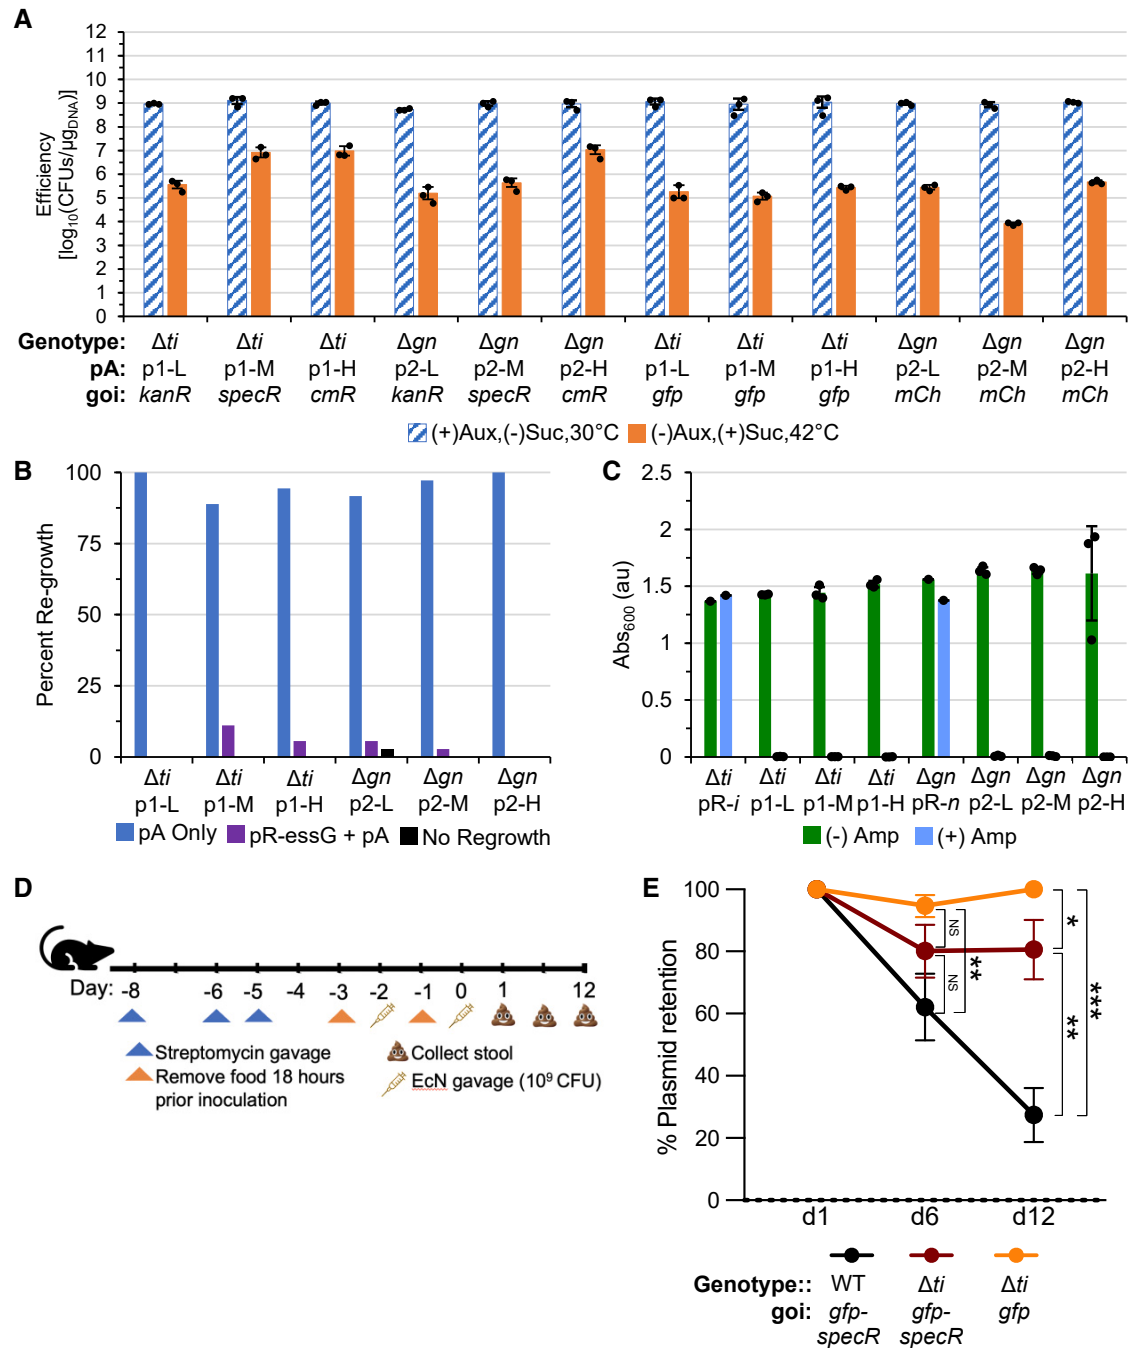 A
12
11
10
9
8
7
6
5
4
3
2
1
0
Efficiency
[log10(CFUs/µgDNA)]
Genotype: Δti Δti Δti Δgn Δgn Δgn Δti Δti Δti Δgn Δgn Δgn
pA: p1-L p1-M p1-H p2-L p2-M p2-H p1-L p1-M p1-H p2-L p2-M p2-H
goi: kanR specR cmR kanR specR cmR gfp gfp gfp mCh mCh mCh
(+)Aux,(-)Suc,30°C (-)Aux,(+)Suc,42°C
B
100
75
50
25
0
Percent Re-growth
Δti Δti Δti Δgn Δgn Δgn
p1-L p1-M p1-H p2-L p2-M p2-H
pA Only pR-essG + pA No Regrowth
C
2.5
2
1.5
1
0.5
0
Abs600 (au)
Δti Δti Δti Δti Δgn Δgn Δgn Δgn
pR-i p1-L p1-M p1-H pR-n p2-L p2-M p2-H
(-) Amp (+) Amp
D
Day: -8 -6 -5 -4 -3 -2 -1 0 1 12
Streptomycin gavage
Remove food 18 hours
prior inoculation
Collect stool
EcN gavage (10⁹ CFU)
E
100
80
60
40
20
0
% Plasmid retention
NS
NS
**
*
**
***
d1 d6 d12
Genotype:: WT Δti Δti
goi: gfp- gfp- gfp
specR specR